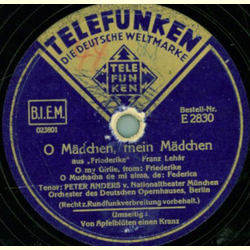 TELEFUNKEN
„DIE DEUTSCHE WELTMARKE"
TELE
FUN
KEN
B.I.E.M.
023801
Bestell-Nr.
E 2830
O Mädchen, mein Mädchen
aus „Friederike" Franz Lehár
O my Girlie, from: Friederike
O Muchacha de mi alma, de: Federica
Tenor: PETER ANDERS v. Nationaltheater München
Orchester des Deutschen Opernhauses, Berlin
(Recht z. Rundfunkverbreitung vorbehalt.)
Umseitig:
Von Apfelblüten einen Kranz